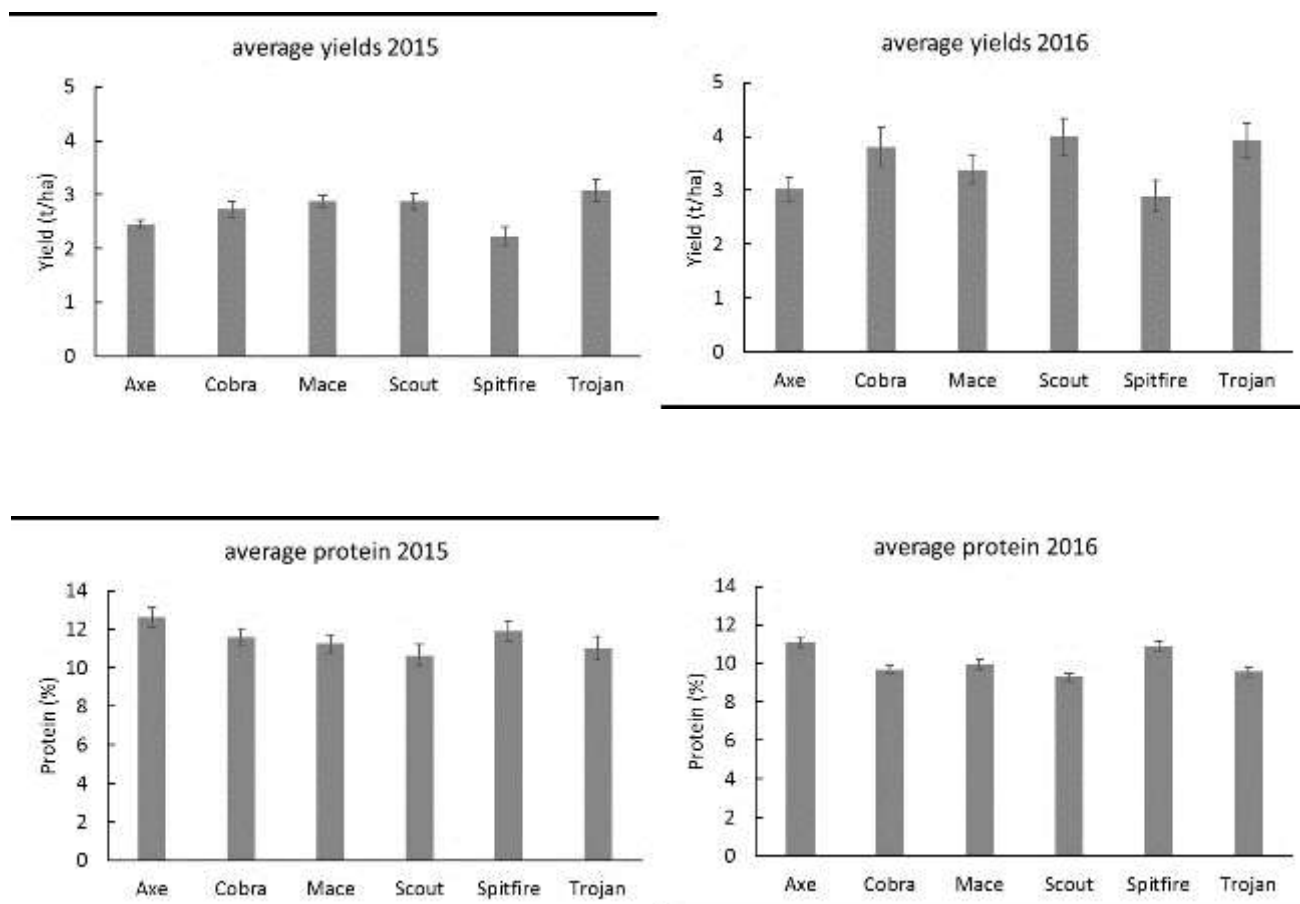 average yields 2015
Yield (t/ha)
5
4
3
2
1
0
Axe Cobra Mace Scout Spitfire Trojan
average yields 2016
Yield (t/ha)
5
4
3
2
1
0
Axe Cobra Mace Scout Spitfire Trojan
average protein 2015
Protein (%)
14
12
10
8
6
4
2
0
Axe Cobra Mace Scout Spitfire Trojan
average protein 2016
Protein (%)
14
12
10
8
6
4
2
0
Axe Cobra Mace Scout Spitfire Trojan